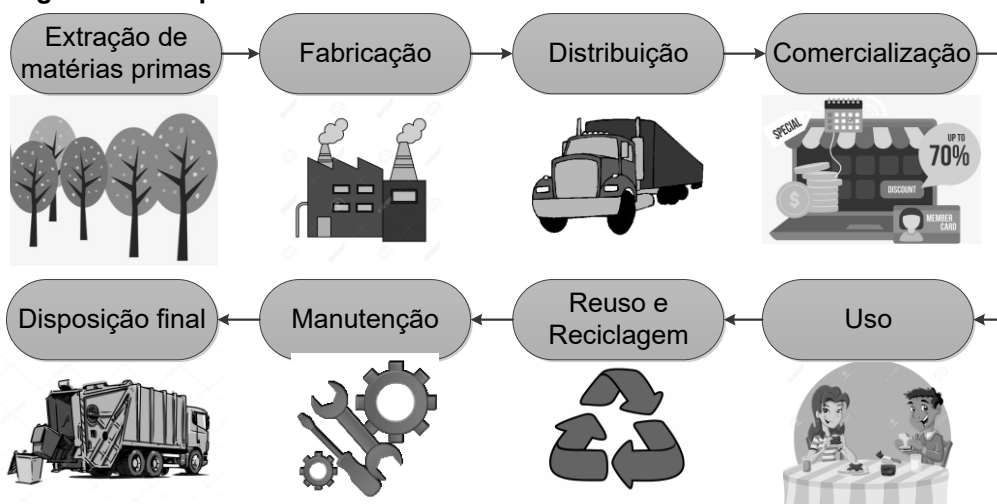 Extração de
matérias primas
Fabricação
Distribuição
Comercialização
SPECIAL
UP TO
70%
DISCOUNT
$
MEMBER
CARD
Disposição final
Manutenção
Reuso e
Reciclagem
Uso